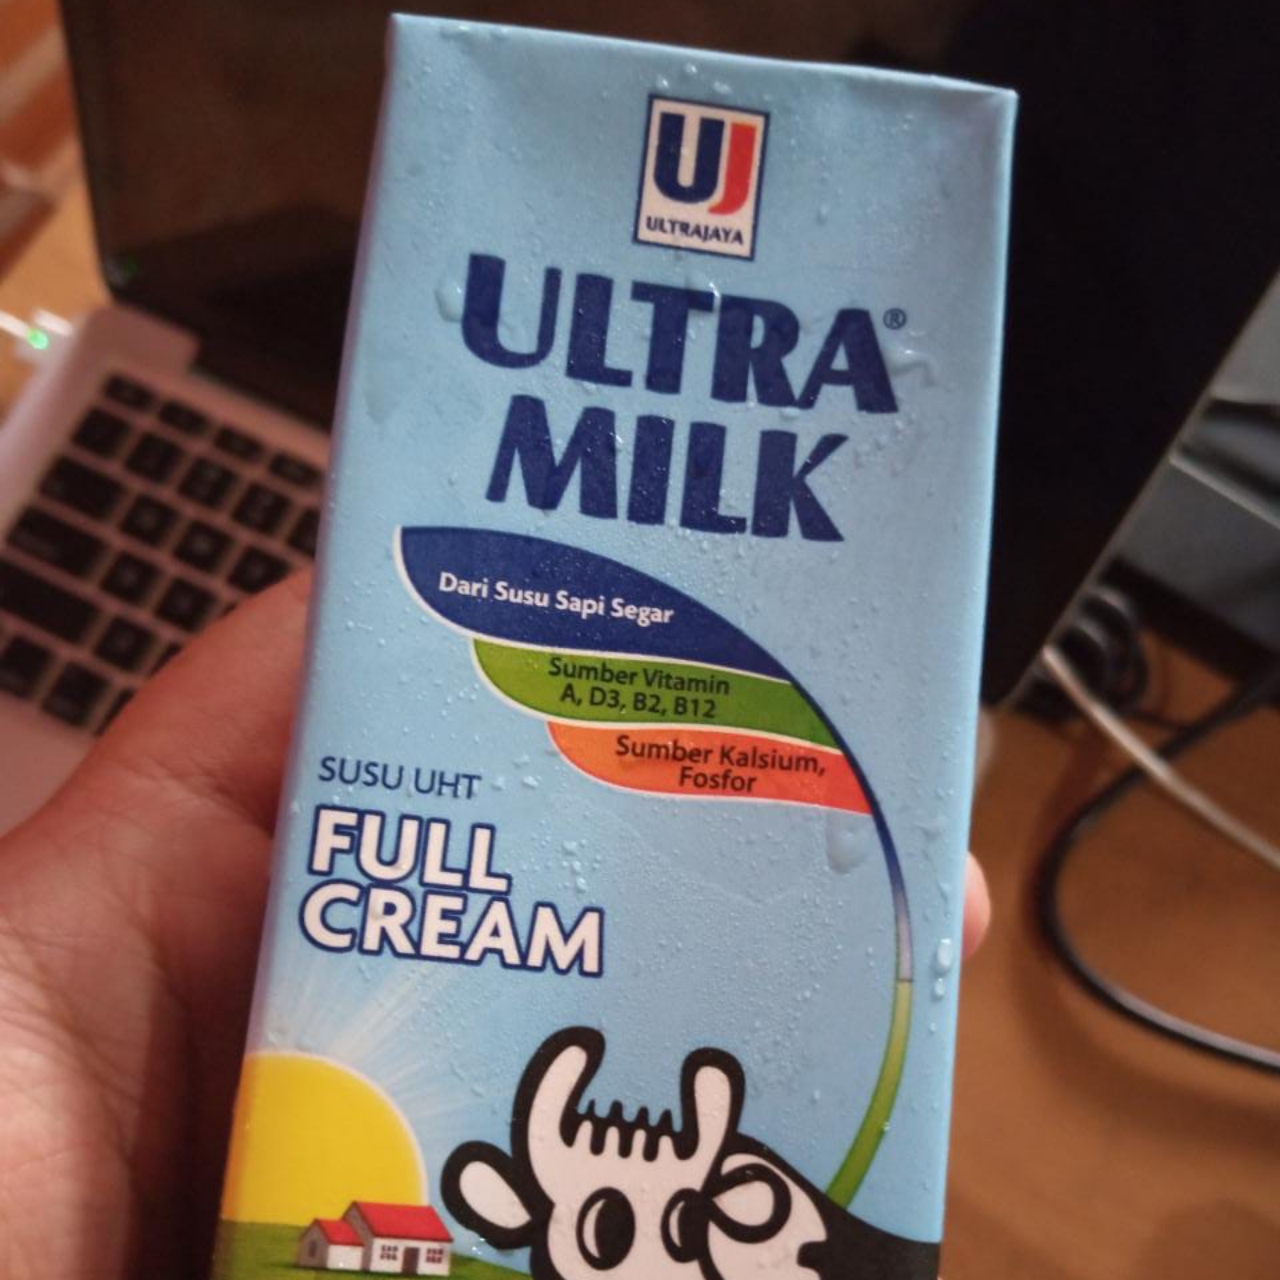 UJ
ULTRAJAYA
ULTRA®
MILK
Dari Susu Sapi Segar
Sumber Vitamin
A, D3, B2, B12
Sumber Kalsium,
Fosfor
SUSU UHT
FULL
CREAM